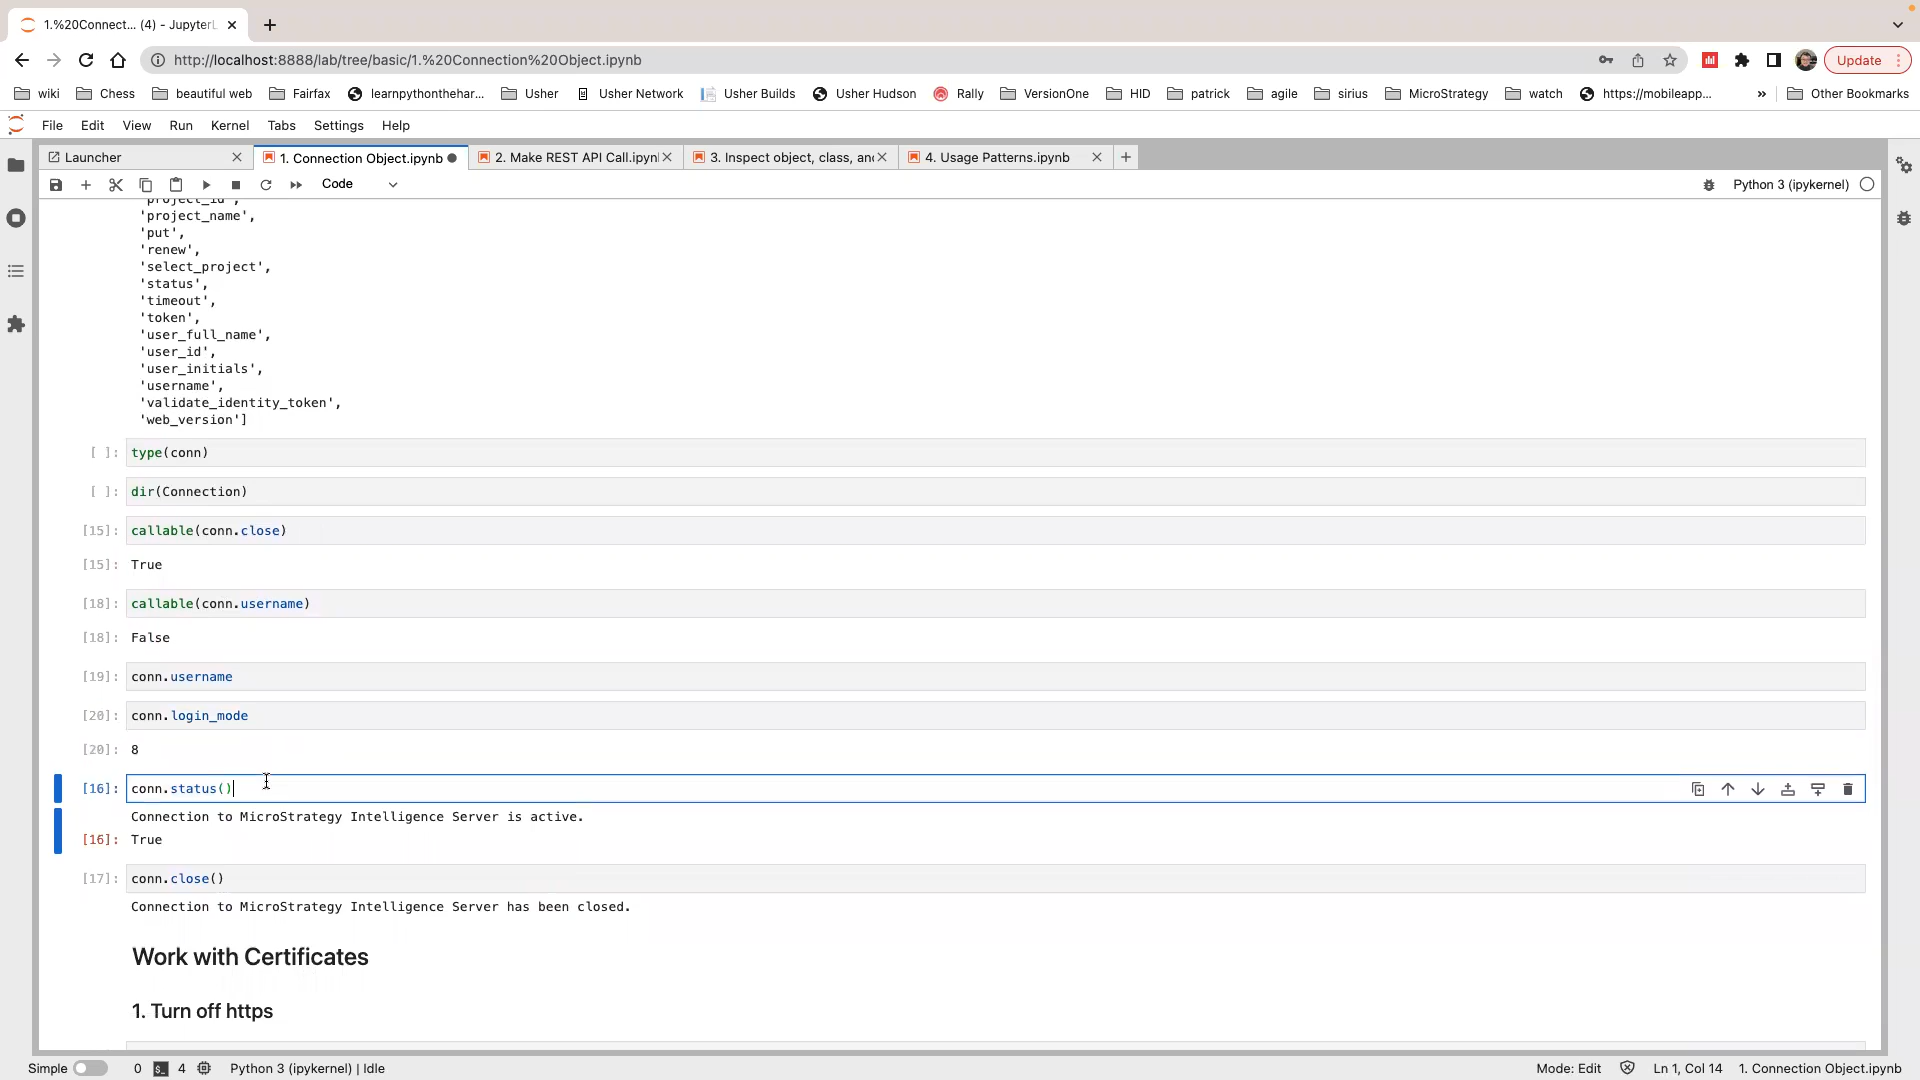 1.%20Connect... (4) - JupyterL
http://localhost:8888/lab/tree/basic/1.%20Connection%20Object.ipynb
Update
wiki
Chess
beautiful web
Fairfax
learnpythonthehar...
Usher
Usher Network
Usher Builds
Usher Hudson
Rally
VersionOne
HID
patrick
agile
sirius
MicroStrategy
watch
https://mobileapp...
»
Other Bookmarks
File Edit View Run Kernel Tabs Settings Help
Launcher
1. Connection Object.ipynb
2. Make REST API Call.ipyn
3. Inspect object, class, an
4. Usage Patterns.ipynb
Code
Python 3 (ipykernel)
'project_id',
'project_name',
'put',
'renew',
'select_project',
'status',
'timeout',
'token',
'user_full_name',
'user_id',
'user_initials',
'username',
'validate_identity_token',
'web_version']
[ ]: type(conn)
[ ]: dir(Connection)
[15]: callable(conn.close)
[15]: True
[18]: callable(conn.username)
[18]: False
[19]: conn.username
[20]: conn.login_mode
[20]: 8
[16]: conn.status()
Connection to MicroStrategy Intelligence Server is active.
[16]: True
[17]: conn.close()
Connection to MicroStrategy Intelligence Server has been closed.
Work with Certificates
1. Turn off https
Simple 0 $_ 4 Python 3 (ipykernel) | Idle
Mode: Edit Ln 1, Col 14 1. Connection Object.ipynb